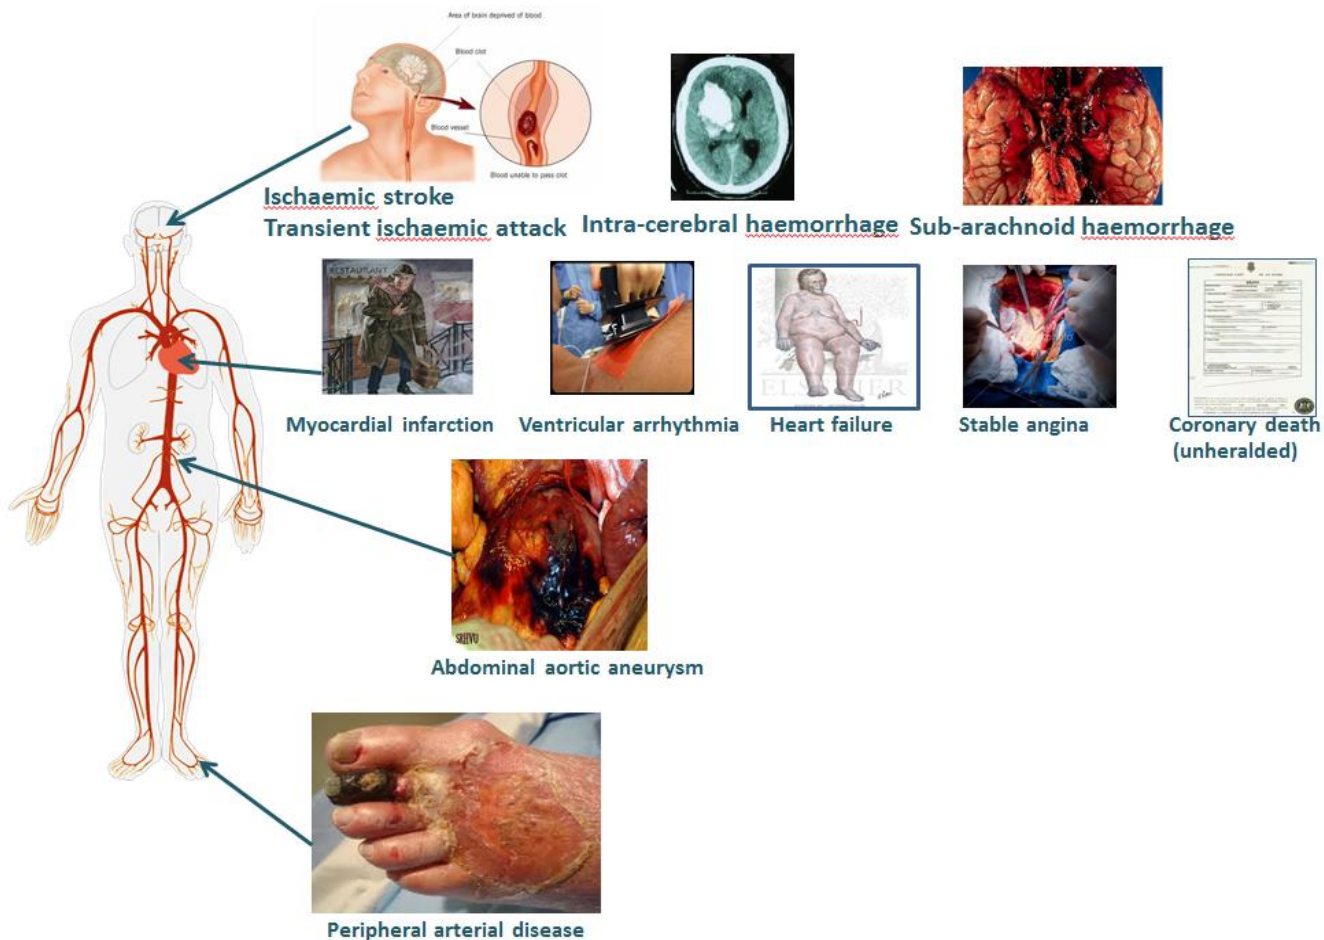 Area of brain deprived of blood
Blood clot
Blood vessel
Blood unable to pass clot
Ischaemic stroke
Transient ischaemic attack
Intra-cerebral haemorrhage
Sub-arachnoid haemorrhage
RESTAURANT
ELSEVIER
Myocardial infarction
Ventricular arrhythmia
Heart failure
Stable angina
Coronary death
(unheralded)
SRHVU
Abdominal aortic aneurysm
Peripheral arterial disease